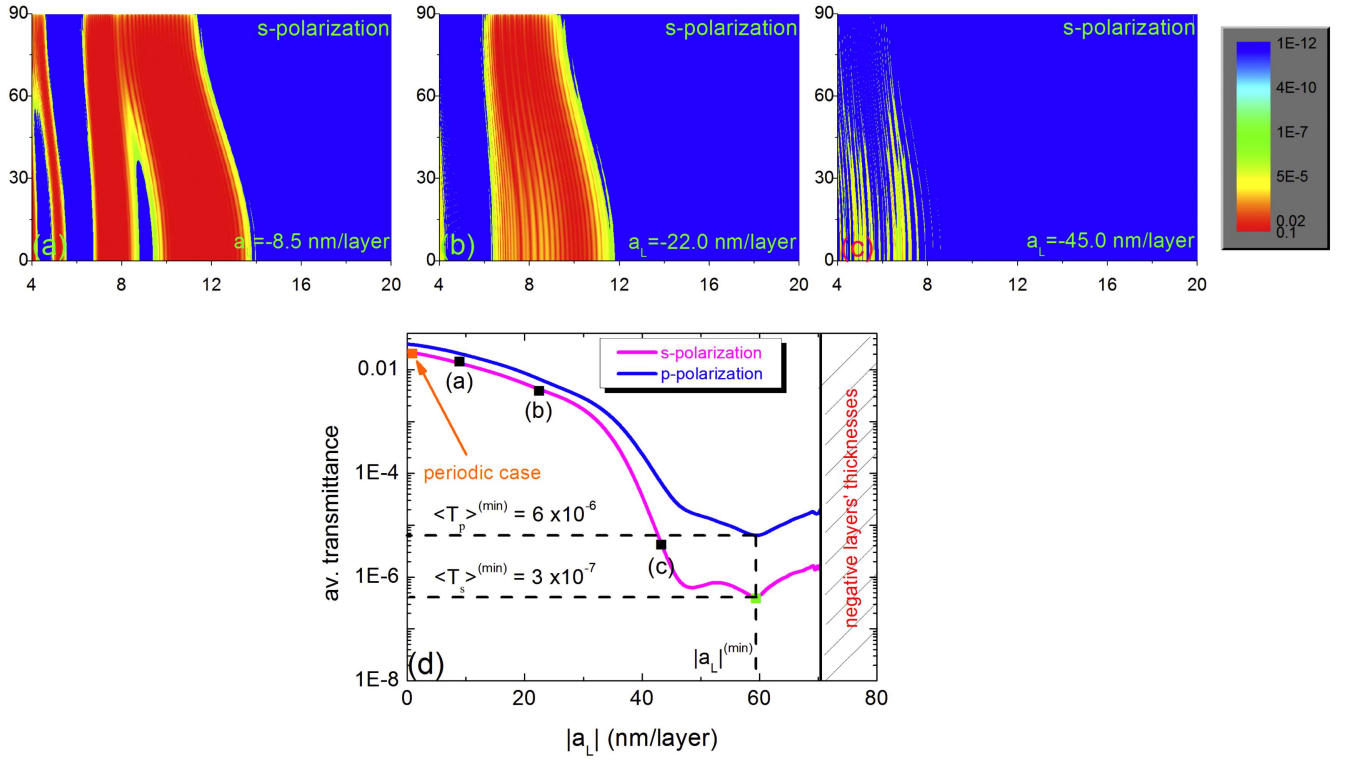 90
60
30
0
4
8
12
16
20
s-polarization
(a)
a =-8.5 nm/layer
90
60
30
0
4
8
12
16
20
s-polarization
(b)
a_L=-22.0 nm/layer
90
60
30
0
4
8
12
16
20
s-polarization
(c)
a_L=-45.0 nm/layer
1E-12
4E-10
1E-7
5E-5
0.02
0.1
s-polarization
p-polarization
0.01
1E-4
1E-6
1E-8
av. transmittance
(a)
(b)
periodic case
<T_p>^(min) = 6 x10^-6
(c)
<T_s>^(min) = 3 x10^-7
|a_L|^(min)
(d)
negative layers' thicknesses
0
20
40
60
80
|a_L| (nm/layer)